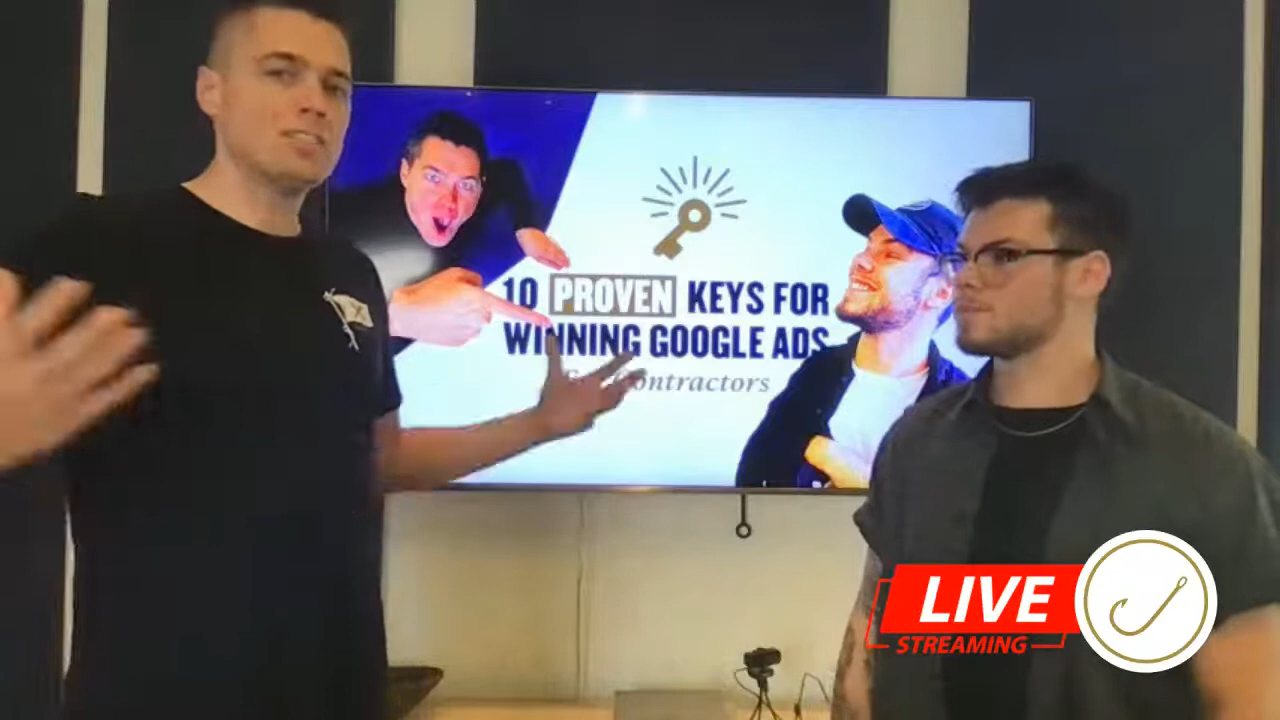 10 PROVEN KEYS FOR
WINNING GOOGLE ADS
Contractors
LIVE
STREAMING